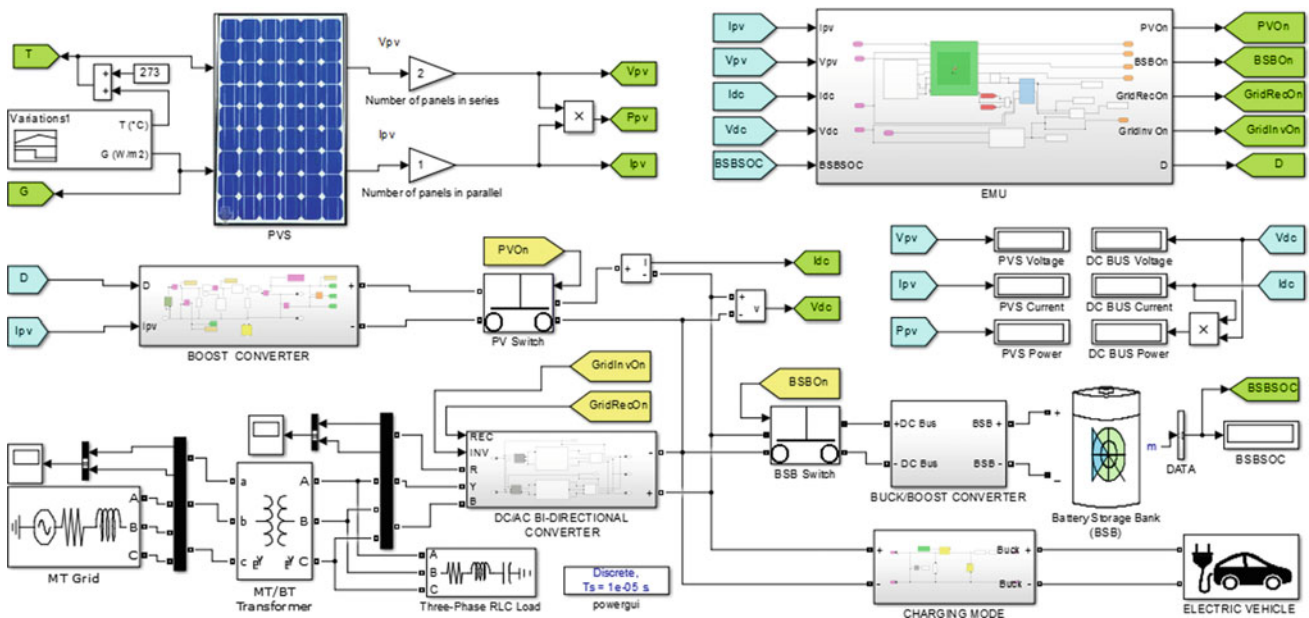 T
273
Variations1
T (°C)
G (W/m2)
G
PVS
Vpv
2
Number of panels in series
Ipv
1
Number of panels in parallel
×
Vpv
Ppv
Ipv
Ipv
Vpv
Idc
Vdc
BSBSOC
Ipv
Vpv
Idc
Vdc
BSBSOC
PVOn
BSBOn
GridRecOn
GridInvOn
D
EMU
PVOn
BSBOn
GridRecOn
GridInvOn
D
D
Ipv
D
Ipv
+
-
BOOST CONVERTER
PVOn
PV Switch
+
i
-
+
v
-
Idc
Vdc
Vpv
Ipv
Ppv
PVS Voltage
PVS Current
PVS Power
DC BUS Voltage
DC BUS Current
DC BUS Power
×
Vdc
Idc
GridInvOn
GridRecOn
REC
INV
R
Y
B
-
+
DC/AC BI-DIRECTIONAL
CONVERTER
A
B
C
MT Grid
a
b
c
A
B
C
MT/BT
Transformer
A
B
C
Three-Phase RLC Load
Discrete,
Ts = 1e-05 s.
powergui
BSBOn
BSB Switch
+DC Bus
-DC Bus
BSB +
BSB -
BUCK/BOOST CONVERTER
+
-
m
Battery Storage Bank
(BSB)
DATA
BSBSOC
BSBSOC
+
-
Buck +
Buck -
CHARGING MODE
ELECTRIC VEHICLE